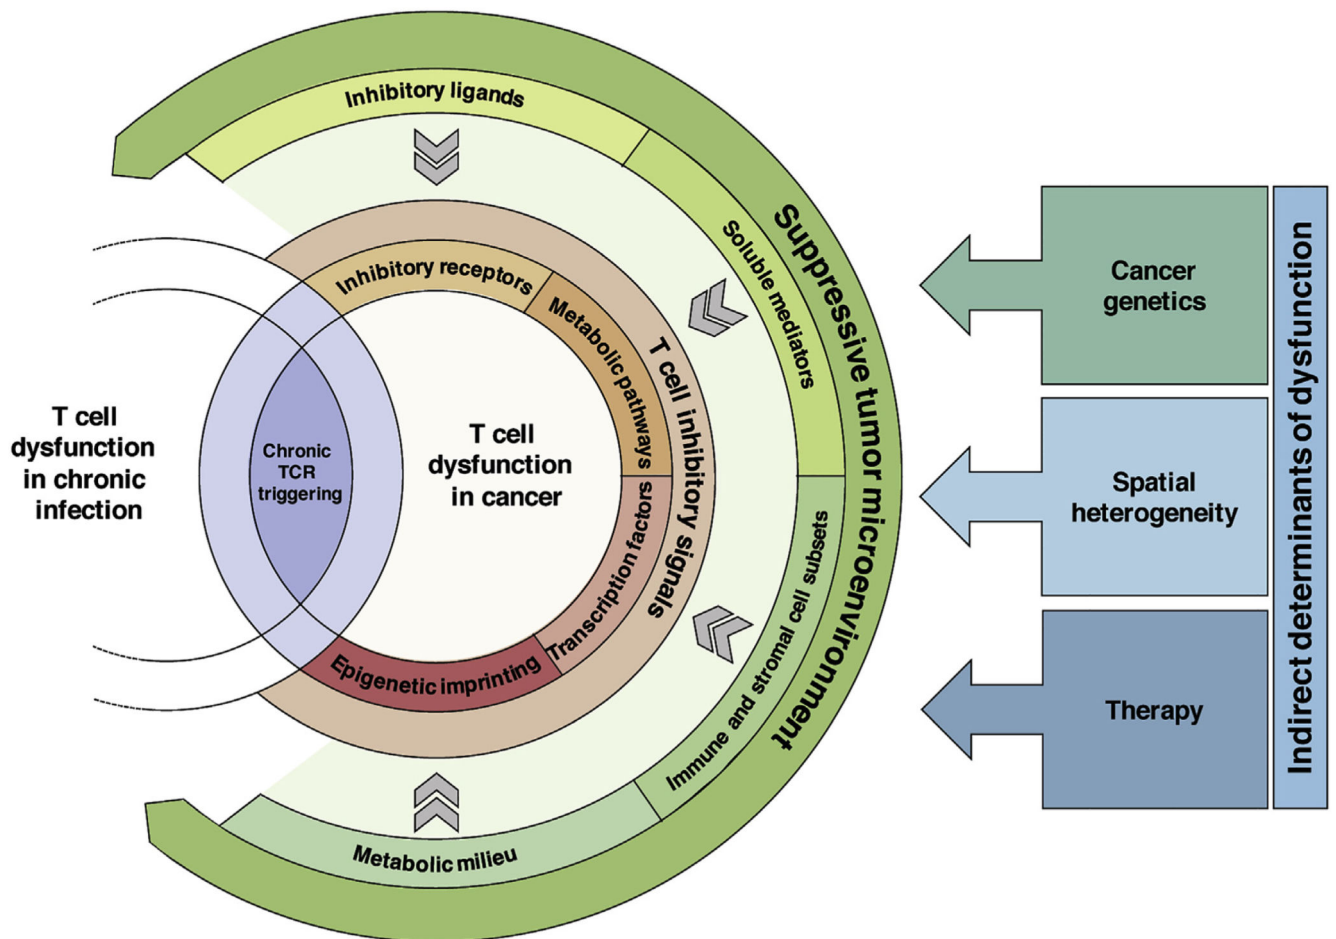 Inhibitory ligands
Soluble mediators
Suppressive tumor microenvironment
Immune and stromal cell subsets
Metabolic milieu
Inhibitory receptors
Metabolic pathways
T cell inhibitory signals
Transcription factors
Epigenetic imprinting
T cell
dysfunction
in chronic
infection
Chronic
TCR
triggering
T cell
dysfunction
in cancer
Cancer
genetics
Spatial
heterogeneity
Therapy
Indirect determinants of dysfunction